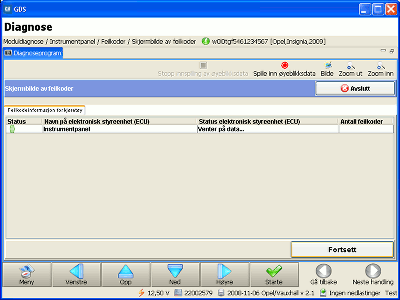 GDS
Diagnose
Moduldiagnose / Instrumentpanel / Feilkoder / Skjermbilde av feilkoder
[Opel,Insignia,2009]
Diagnoseprogram
Stopp innspilling av øyeblikksdata
Spille inn øyeblikksdata
Bilde
Zoom ut
Zoom inn
Skjermbilde av feilkoder
Avslutt
Feilkodeinformasjon for kjøretøy
Status
Navn på elektronisk styreenhet (ECU)
Status elektronisk styreenhet (ECU)
Antall feilkoder
Instrumentpanel
Venter på data...
Fortsett
Meny
Venstre
Opp
Ned
Høyre
Starte
Gå tilbake
Neste handling
12,50 V
22002579
2008-11-06 Opel/Vauxhall v 2.1
Ingen nedlastinger
Test